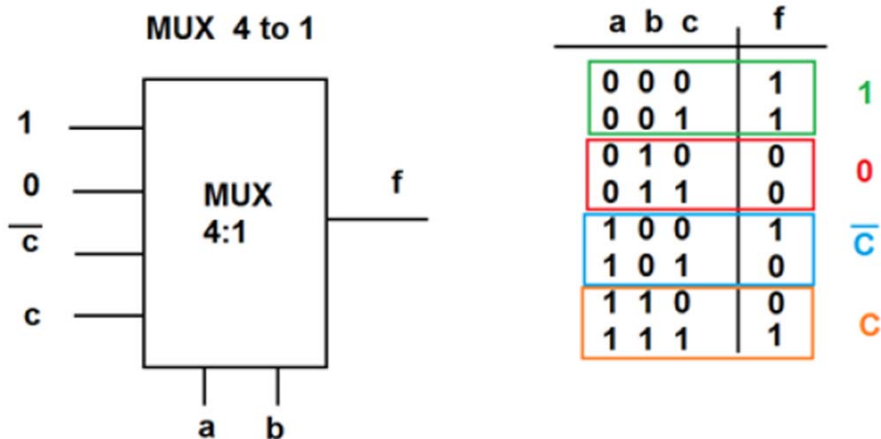 MUX 4 to 1
1
0
c̅
c
MUX
4:1
f
a b
a b c f
0 0 0 1
0 0 1 1
1
0 1 0 0
0 1 1 0
0
1 0 0 1
1 0 1 0
C̅
1 1 0 0
1 1 1 1
C